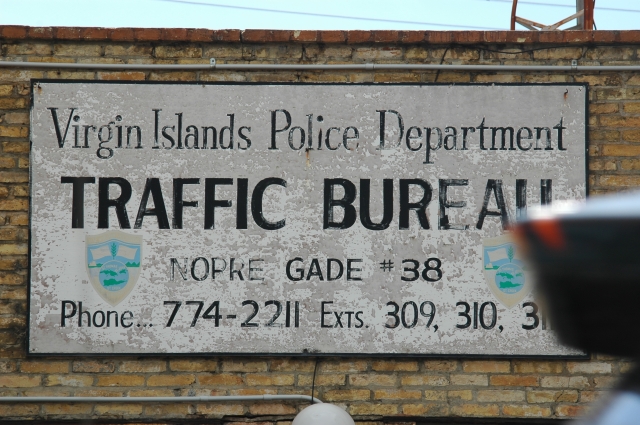 Virgin Islands Police Department
TRAFFIC BUREAU
NOPRE GADE #38
Phone... 774-2211 Exts. 309, 310,